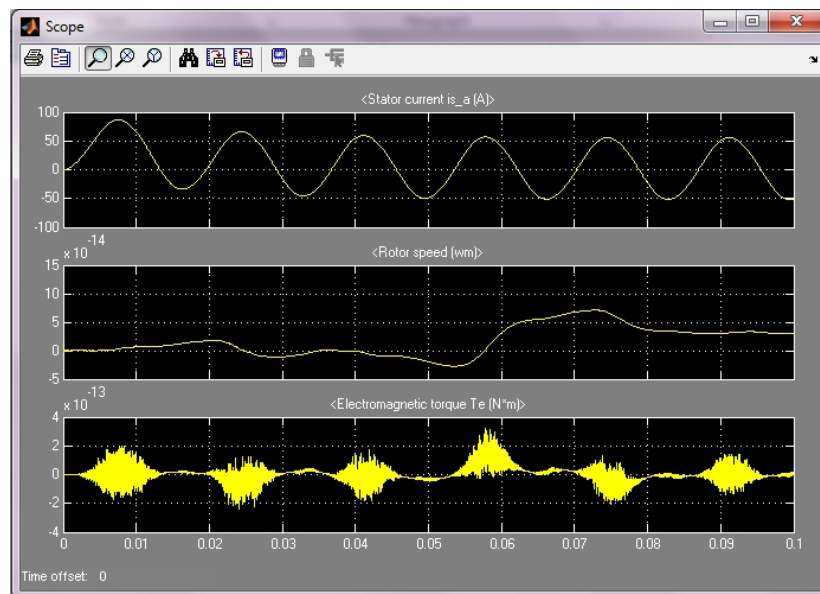 Scope
<Stator current is_a (A)>
100
50
0
-50
-100
x 10
-14
<Rotor speed (wm)>
15
10
5
0
-5
x 10
-13
<Electromagnetic torque Te (N*m)>
4
2
0
-2
-4
0 0.01 0.02 0.03 0.04 0.05 0.06 0.07 0.08 0.09 0.1
Time offset: 0